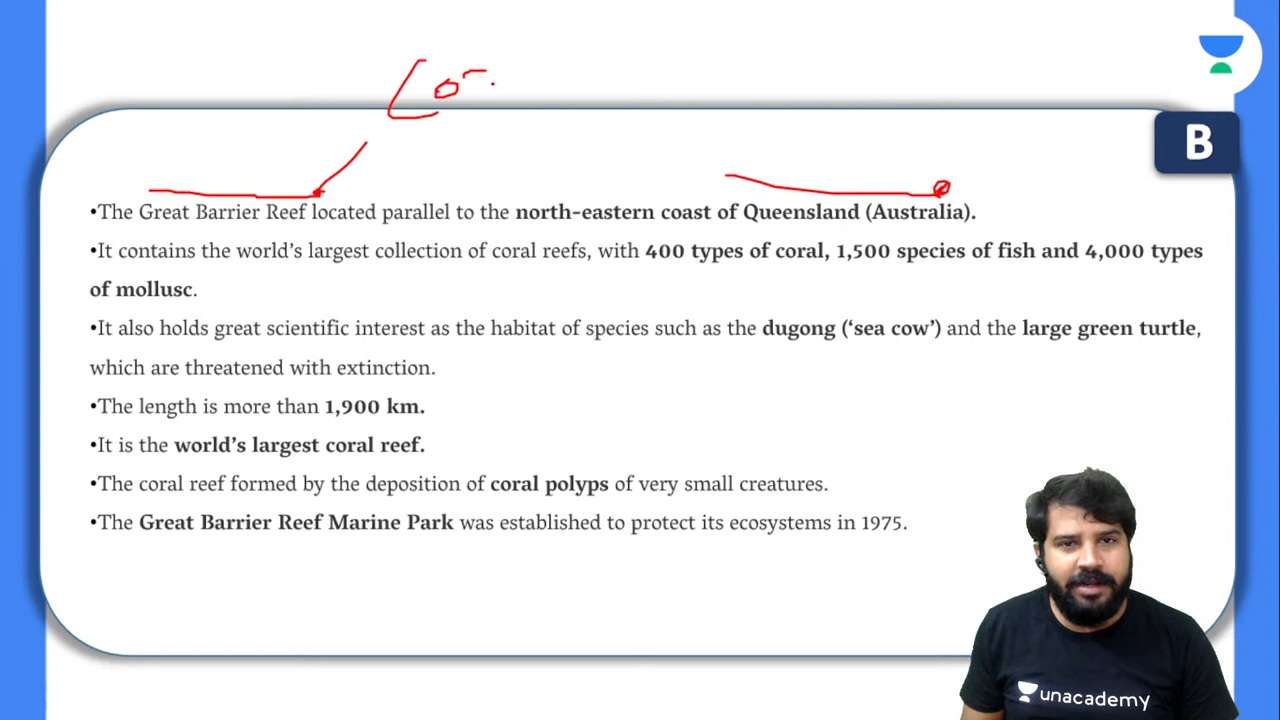 Cor
B
•The Great Barrier Reef located parallel to the north-eastern coast of Queensland (Australia).
•It contains the world’s largest collection of coral reefs, with 400 types of coral, 1,500 species of fish and 4,000 types
of mollusc.
•It also holds great scientific interest as the habitat of species such as the dugong (‘sea cow’) and the large green turtle,
which are threatened with extinction.
•The length is more than 1,900 km.
•It is the world’s largest coral reef.
•The coral reef formed by the deposition of coral polyps of very small creatures.
•The Great Barrier Reef Marine Park was established to protect its ecosystems in 1975.
unacademy